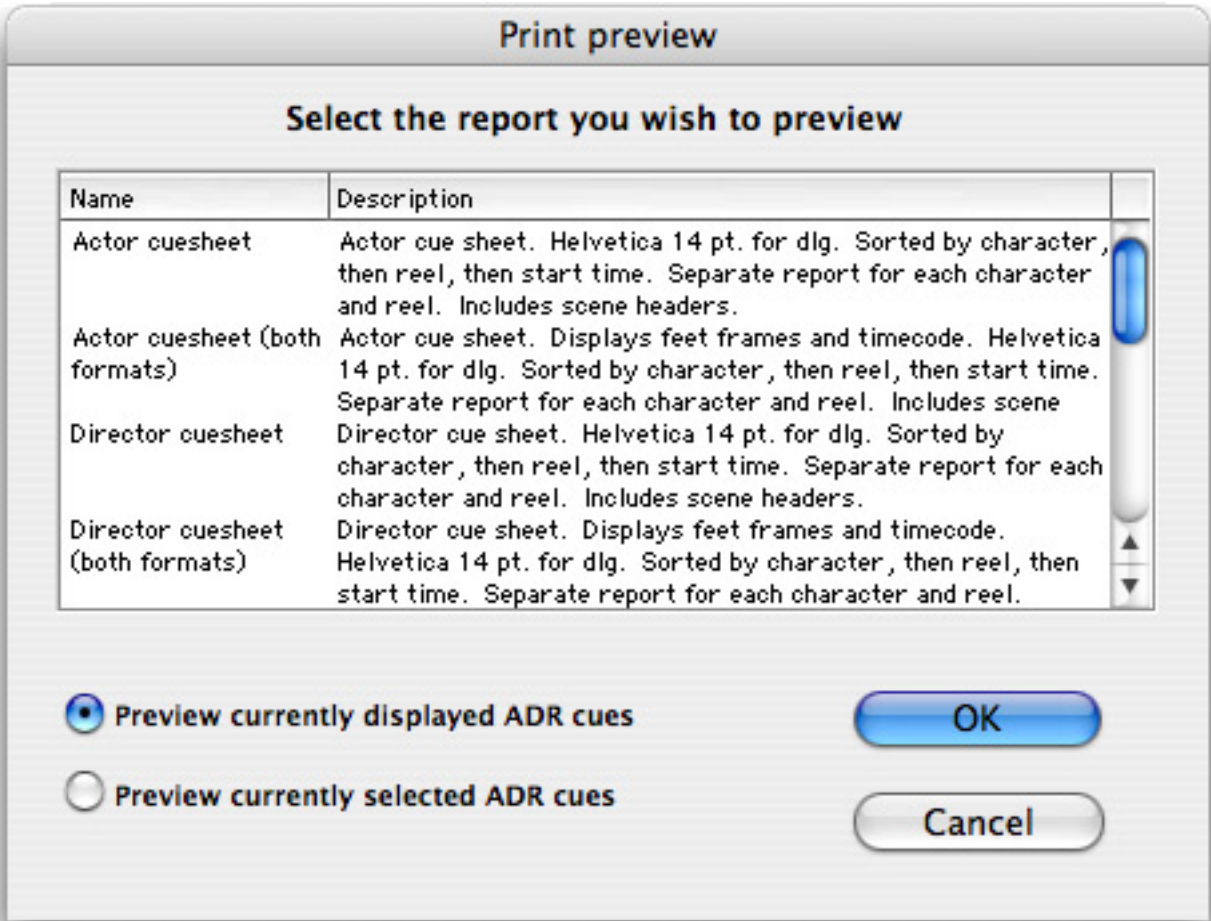 Print preview
Select the report you wish to preview
Name Description
Actor cuesheet Actor cue sheet. Helvetica 14 pt. for dlg. Sorted by character,
then reel, then start time. Separate report for each character
and reel. Includes scene headers.
Actor cuesheet (both Actor cue sheet. Displays feet frames and timecode. Helvetica
formats) 14 pt. for dlg. Sorted by character, then reel, then start time.
Separate report for each character and reel. Includes scene
Director cuesheet Director cue sheet. Helvetica 14 pt. for dlg. Sorted by
character, then reel, then start time. Separate report for each
character and reel. Includes scene headers.
Director cuesheet Director cue sheet. Displays feet frames and timecode.
(both formats) Helvetica 14 pt. for dlg. Sorted by character, then reel, then
start time. Separate report for each character and reel.
Preview currently displayed ADR cues
OK
Preview currently selected ADR cues
Cancel